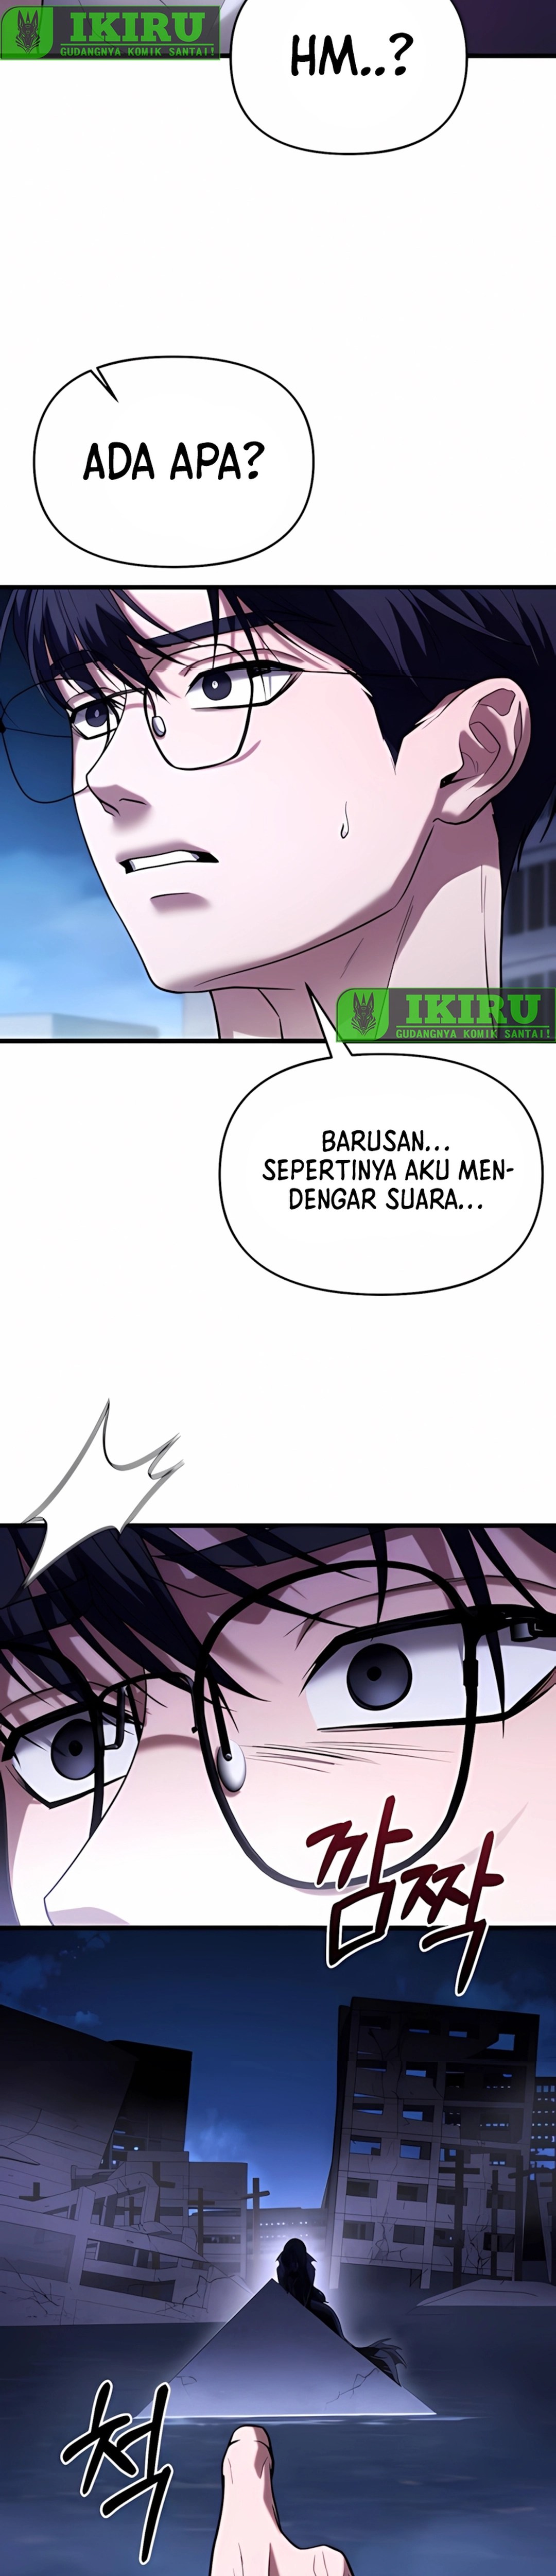 IKIRU
GUDANGNYA KOMIK SANTAI!
HM..?
ADA APA?
IKIRU
GUDANGNYA KOMIK SANTAI!
BARUSAN...
SEPERTINYA AKU MEN-
DENGAR SUARA...
깜짝
척